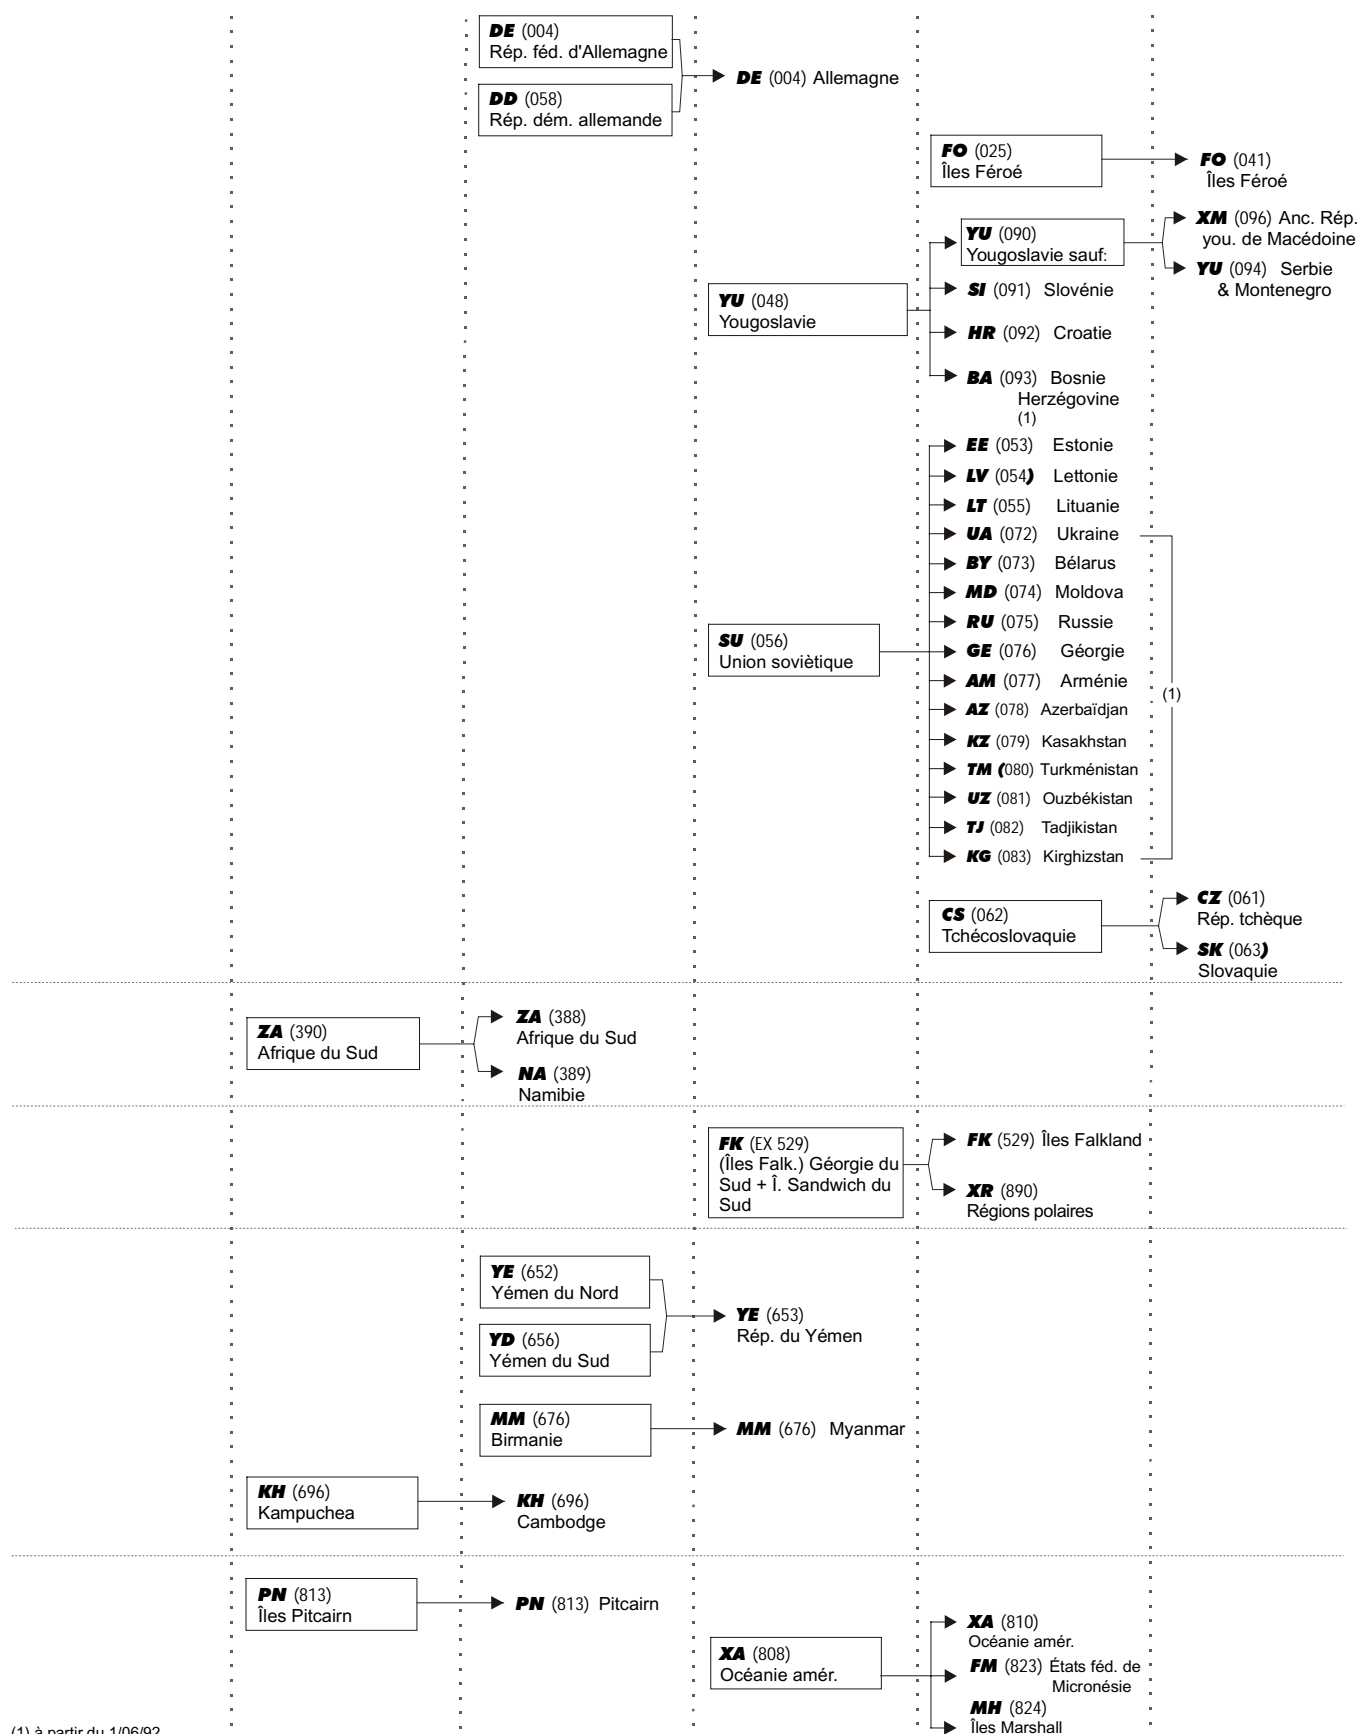 DE (004)
Rép. féd. d'Allemagne
DE (004) Allemagne
DD (058)
Rép. dém. allemande
FO (025)
Îles Féroé
FO (041)
Îles Féroé
YU (090)
Yougoslavie sauf:
XM (096) Anc. Rép.
you. de Macédoine
YU (094) Serbie
& Montenegro
YU (048)
Yougoslavie
SI (091) Slovénie
HR (092) Croatie
BA (093) Bosnie
Herzégovine
(1)
EE (053) Estonie
LV (054) Lettonie
LT (055) Lituanie
UA (072) Ukraine
BY (073) Bélarus
MD (074) Moldova
RU (075) Russie
SU (056)
Union soviètique
GE (076) Géorgie
AM (077) Arménie
(1)
AZ (078) Azerbaïdjan
KZ (079) Kasakhstan
TM (080) Turkménistan
UZ (081) Ouzbékistan
TJ (082) Tadjikistan
KG (083) Kirghizstan
CS (062)
Tchécoslovaquie
CZ (061)
Rép. tchèque
SK (063)
Slovaquie
ZA (390)
Afrique du Sud
ZA (388)
Afrique du Sud
NA (389)
Namibie
FK (EX 529)
(Îles Falk.) Géorgie du
Sud + Î. Sandwich du
Sud
FK (529) Îles Falkland
XR (890)
Régions polaires
YE (652)
Yémen du Nord
YD (656)
Yémen du Sud
YE (653)
Rép. du Yémen
MM (676)
Birmanie
MM (676) Myanmar
KH (696)
Kampuchea
KH (696)
Cambodge
PN (813)
Îles Pitcairn
PN (813) Pitcairn
XA (808)
Océanie amér.
XA (810)
Océanie amér.
FM (823) États féd. de
Micronésie
MH (824)
Îles Marshall
(1) à partir du 1/06/92